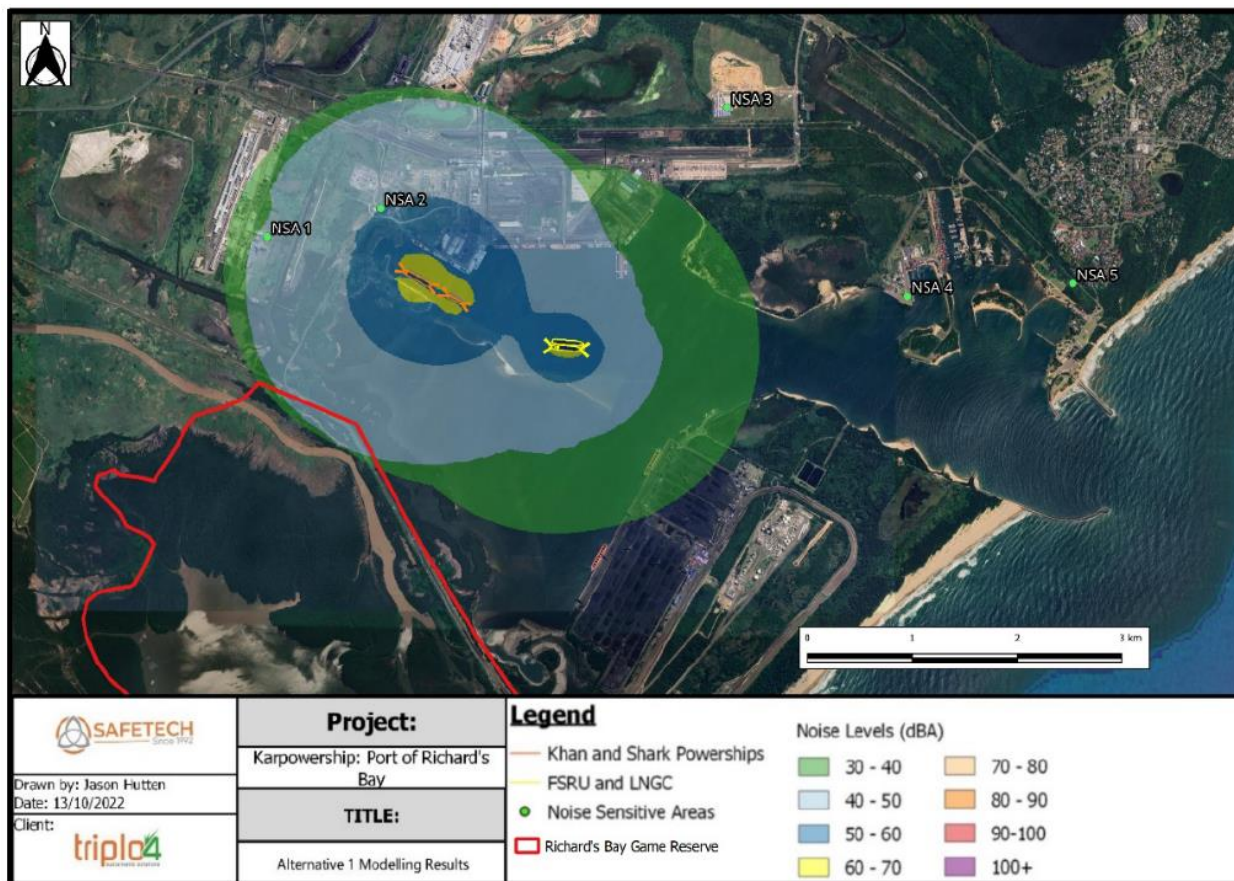 N
NSA 3
NSA 2
NSA 1
NSA 5
NSA 4
0 1 2 3 km
SAFETECH
Since 1992
Drawn by: Jason Hutten
Date: 13/10/2022
Client:
triplo4
Project:
Karpowership: Port of Richard's
Bay
TITLE:
Alternative 1 Modelling Results
Legend
Khan and Shark Powerships
FSRU and LNGC
Noise Sensitive Areas
Richard's Bay Game Reserve
Noise Levels (dBA)
30 - 40
40 - 50
50 - 60
60 - 70
70 - 80
80 - 90
90-100
100+